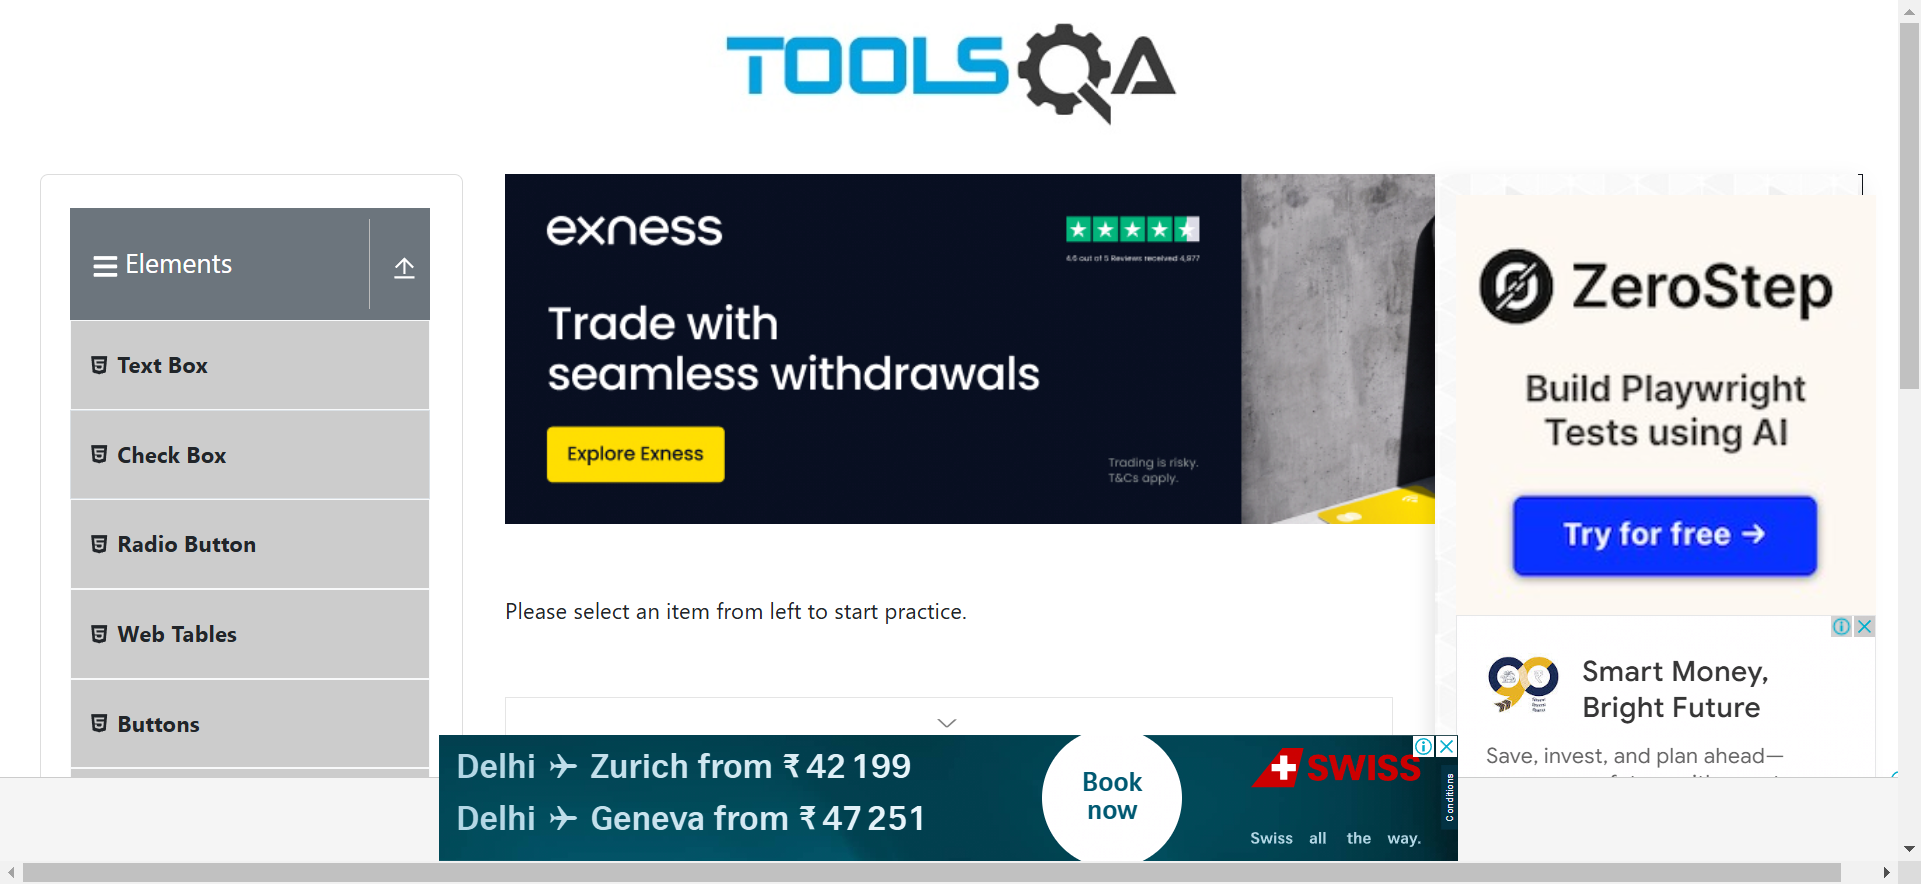 TOOLSQA
Elements
Text Box
Check Box
Radio Button
Web Tables
Buttons
exness
4.6 out of 5 Reviews received 4,977
Trade with
seamless withdrawals
Explore Exness
Trading is risky.
T&Cs apply.
ZeroStep
Build Playwright
Tests using AI
Try for free →
Please select an item from left to start practice.
Smart Money,
Bright Future
Save, invest, and plan ahead—
Delhi ✈ Zurich from ₹ 42 199
Delhi ✈ Geneva from ₹ 47 251
Book
now
SWISS
Swiss all the way.
Conditions